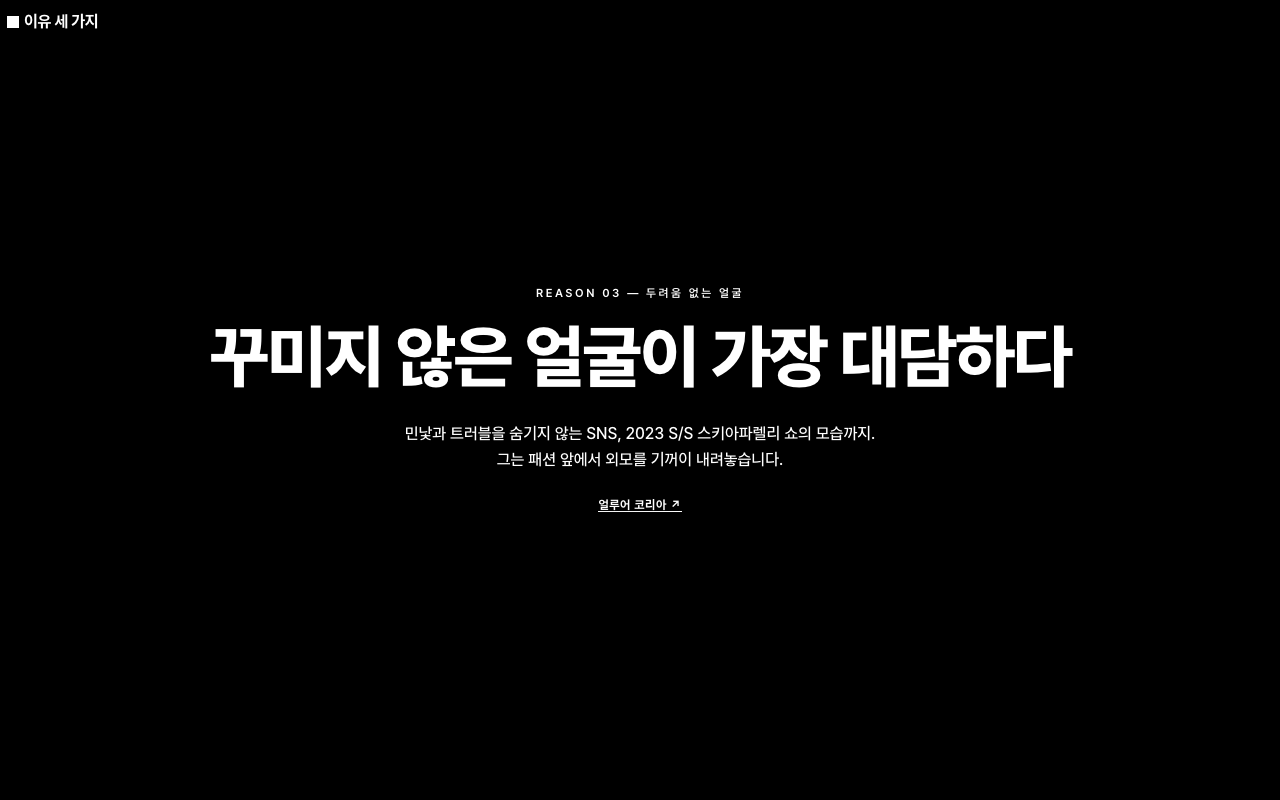 이유 세 가지
REASON 03 — 두려움 없는 얼굴
꾸미지 않은 얼굴이 가장 대담하다
민낯과 트러블을 숨기지 않는 SNS, 2023 S/S 스키아파렐리 쇼의 모습까지.
그는 패션 앞에서 외모를 기꺼이 내려놓습니다.
얼루어 코리아 ↗